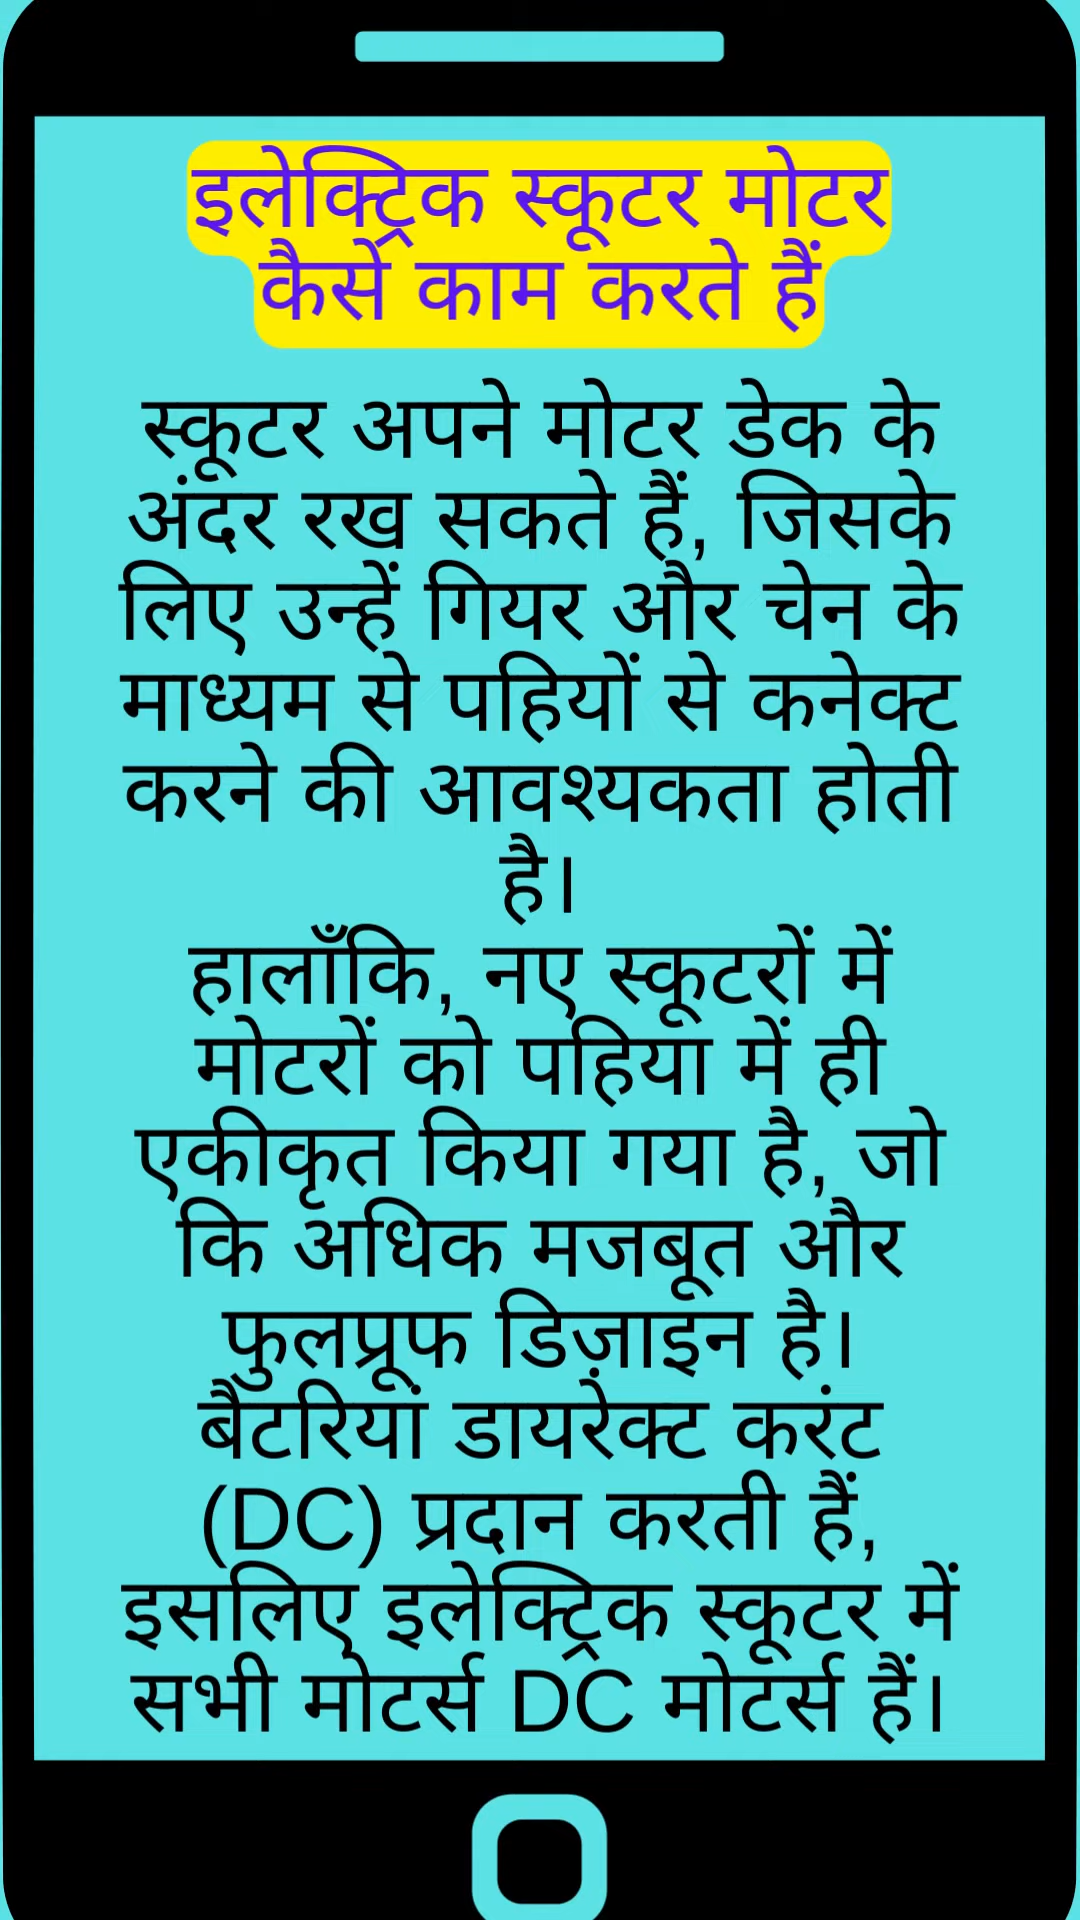 इलेक्ट्रिक स्कूटर मोटर
कैसे काम करते हैं
स्कूटर अपने मोटर डेक के
अंदर रख सकते हैं, जिसके
लिए उन्हें गियर और चेन के
माध्यम से पहियों से कनेक्ट
करने की आवश्यकता होती
है।
हालाँकि, नए स्कूटरों में
मोटरों को पहिया में ही
एकीकृत किया गया है, जो
कि अधिक मजबूत और
फुलप्रूफ डिज़ाइन है।
बैटरियां डायरेक्ट करंट
(DC) प्रदान करती हैं,
इसलिए इलेक्ट्रिक स्कूटर में
सभी मोटर्स DC मोटर्स हैं।